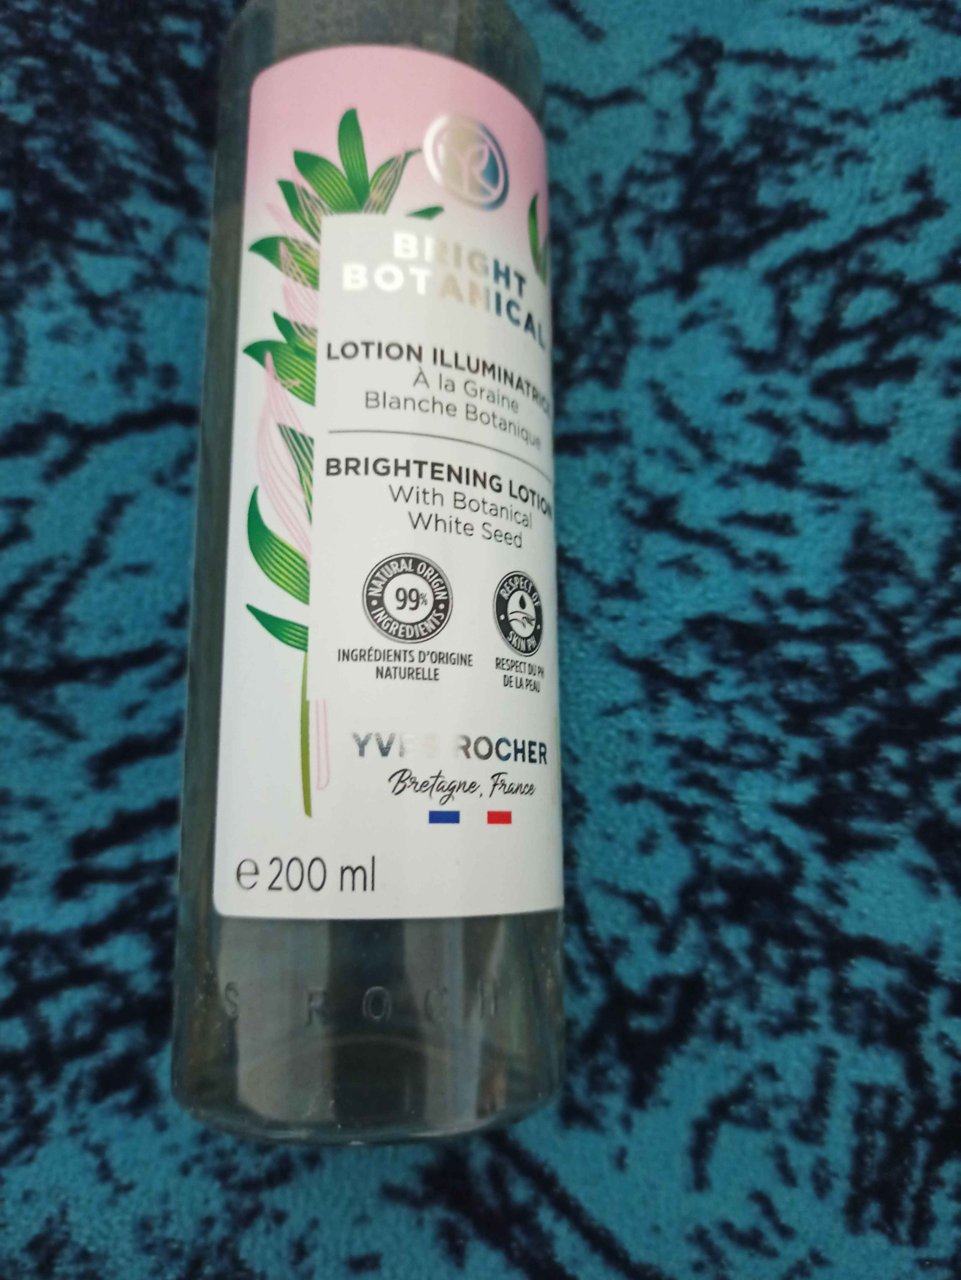 BRIGHT
BOTANICAL
LOTION ILLUMINATRICE
À la Graine
Blanche Botanique
BRIGHTENING LOTION
With Botanical
White Seed
NATURAL ORIGIN
99%
INGREDIENTS
RESPECT OF
SKIN PH
INGRÉDIENTS D'ORIGINE
NATURELLE
RESPECT DU PH
DE LA PEAU
YVES ROCHER
Bretagne, France
e 200 ml
S ROCH